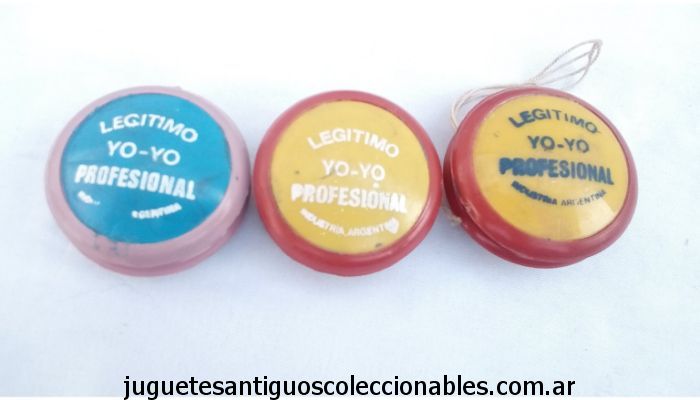 LEGITIMO
YO-YO
PROFESIONAL
LEGITIMO
YO-YO
PROFESIONAL
INDUSTRIA ARGENTINA
LEGITIMO
YO-YO
PROFESIONAL
INDUSTRIA ARGENTINA
juguetesantiguoscoleccionables.com.ar